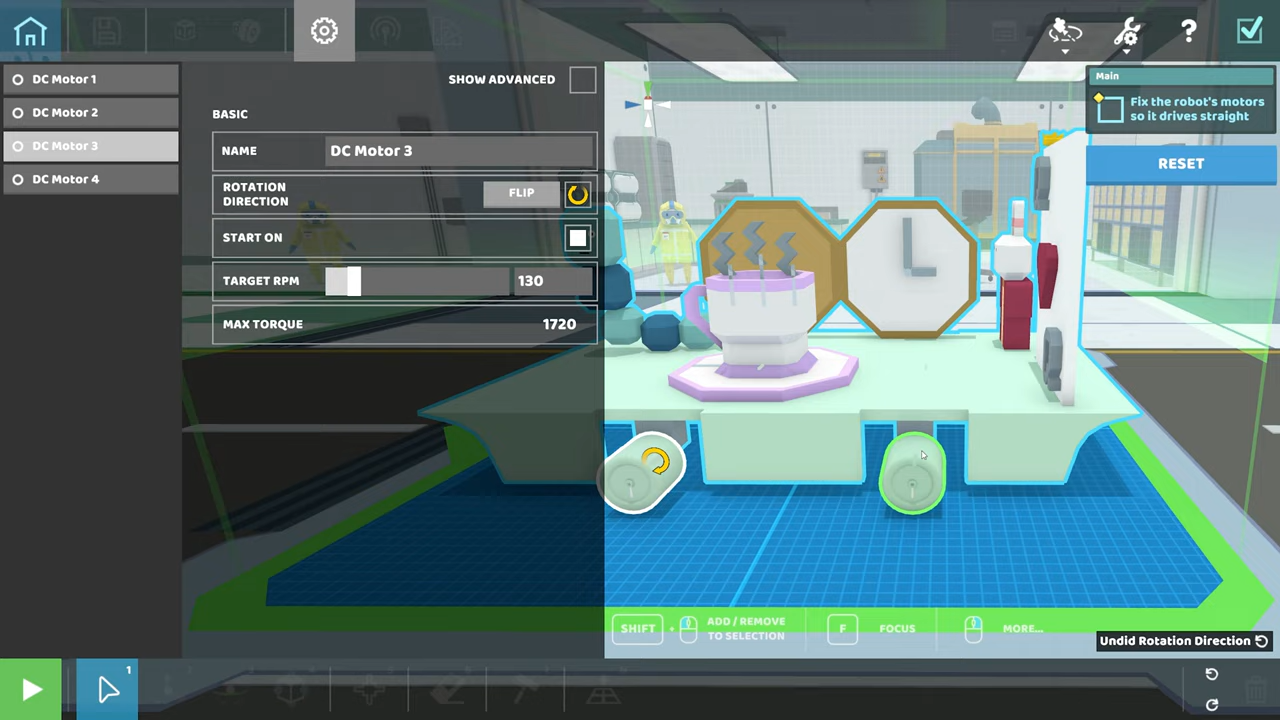 DC Motor 1
DC Motor 2
DC Motor 3
DC Motor 4
SHOW ADVANCED
BASIC
NAME
DC Motor 3
ROTATION
DIRECTION
FLIP
START ON
TARGET RPM
130
MAX TORQUE
1720
?
Main
Fix the robot's motors
so it drives straight
RESET
SHIFT
+
ADD / REMOVE
TO SELECTION
F
FOCUS
MORE...
Undid Rotation Direction
1